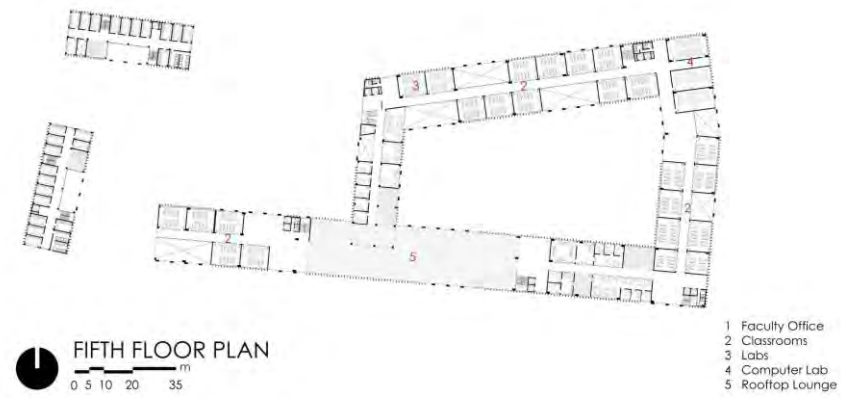 3
2
4
2
2
5
FIFTH FLOOR PLAN
m
0 5 10 20 35
1 Faculty Office
2 Classrooms
3 Labs
4 Computer Lab
5 Rooftop Lounge